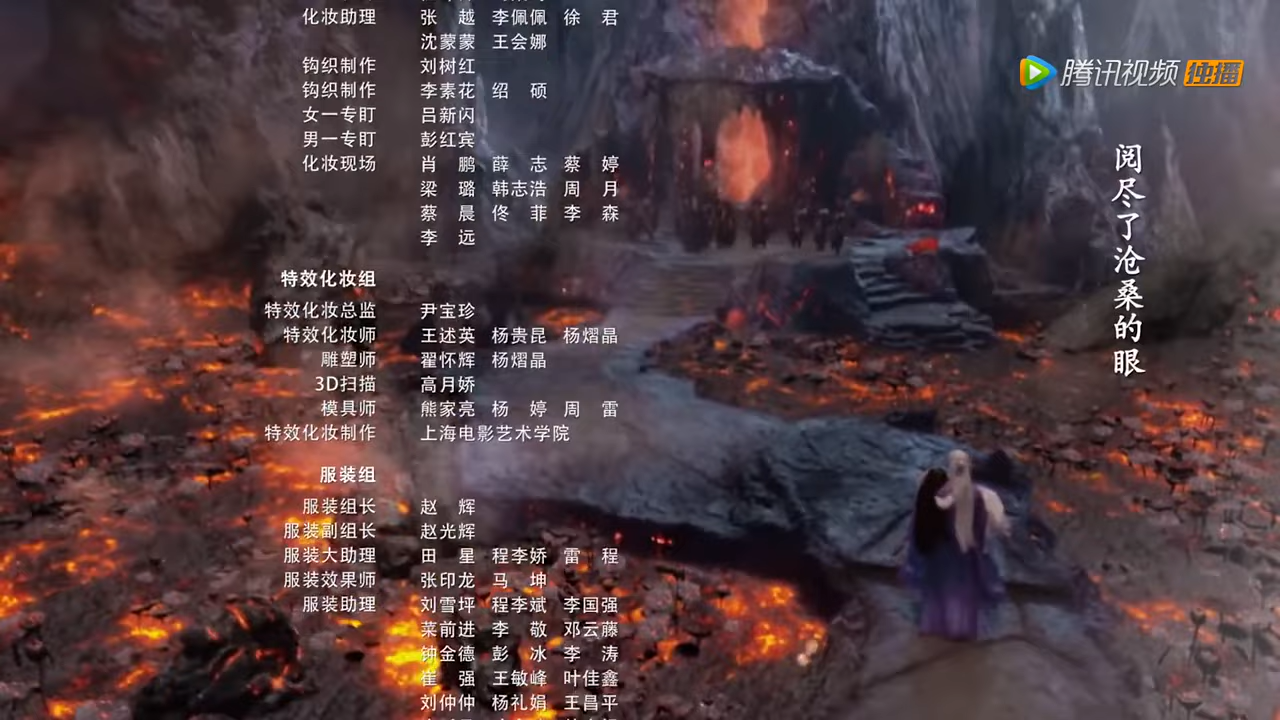 化妆助理 张越 李佩佩 徐君
沈蒙蒙 王会娜
钩织制作 刘树红
钩织制作 李素花 绍硕
女一专盯 吕新闪
男一专盯 彭红宾
化妆现场 肖鹏 薛志 蔡婷
梁璐 韩志浩 周月
蔡晨 佟菲 李森
李远
特效化妆组
特效化妆总监 尹宝珍
特效化妆师 王述英 杨贵昆 杨熠晶
雕塑师 翟怀辉 杨熠晶
3D扫描 高月娇
模具师 熊家亮 杨婷 周雷
特效化妆制作 上海电影艺术学院
服装组
服装组长 赵辉
服装副组长 赵光辉
服装大助理 田星 程李娇 雷程
服装效果师 张印龙 马坤
服装助理 刘雪坪 程李斌 李国强
菜前进 李敬 邓云藤
钟金德 彭冰 李涛
崔强 王敏峰 叶佳鑫
刘仲仲 杨礼娟 王昌平
腾讯视频 独播
阅尽了沧桑的眼